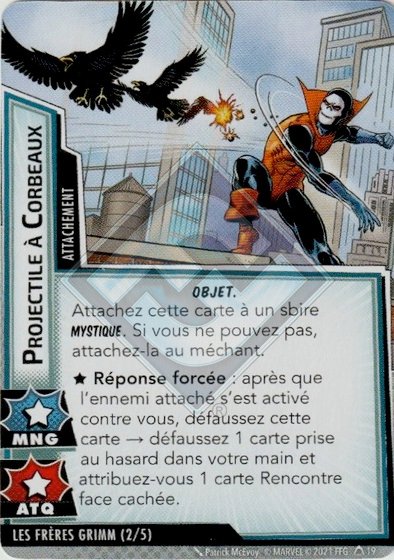 PROJECTILE À CORBEAUX
ATTACHEMENT
OBJET.
Attachez cette carte à un sbire
MYSTIQUE. Si vous ne pouvez pas,
attachez-la au méchant.
★ Réponse forcée : après que
l'ennemi attaché s'est activé
contre vous, défaussez cette
carte → défaussez 1 carte prise
au hasard dans votre main et
attribuez-vous 1 carte Rencontre
face cachée.
MNG
ATQ
LES FRÈRES GRIMM (2/5)
Patrick McEvoy © MARVEL © 2021 FFG 19
®